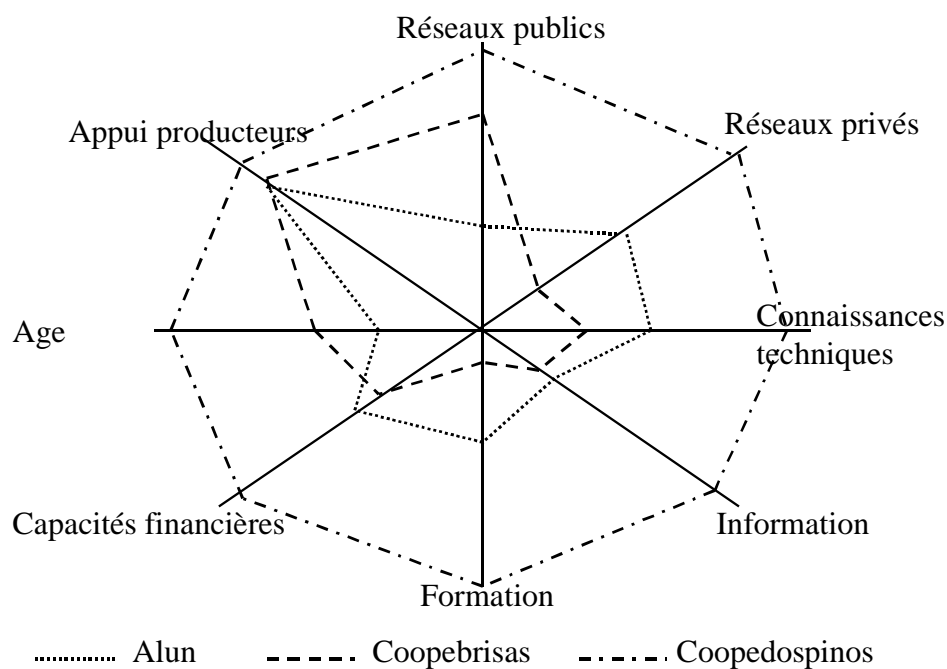 Réseaux publics
Appui producteurs
Réseaux privés
Age
Connaissances
techniques
Capacités financières
Information
Formation
Alun
Coopebrisas
Coopedospinos